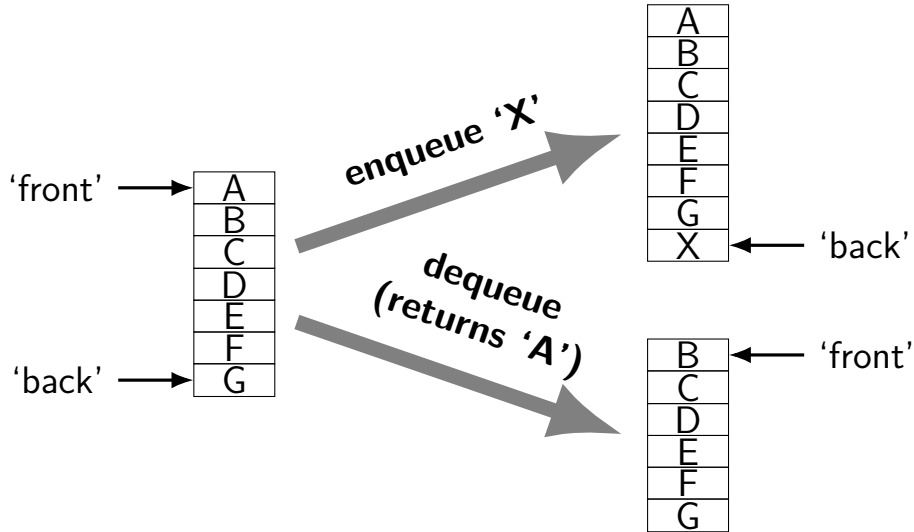 ‘front’
A
B
C
D
E
F
‘back’
G
enqueue ‘X’
A
B
C
D
E
F
G
X
‘back’
dequeue
(returns ‘A’)
B
‘front’
C
D
E
F
G